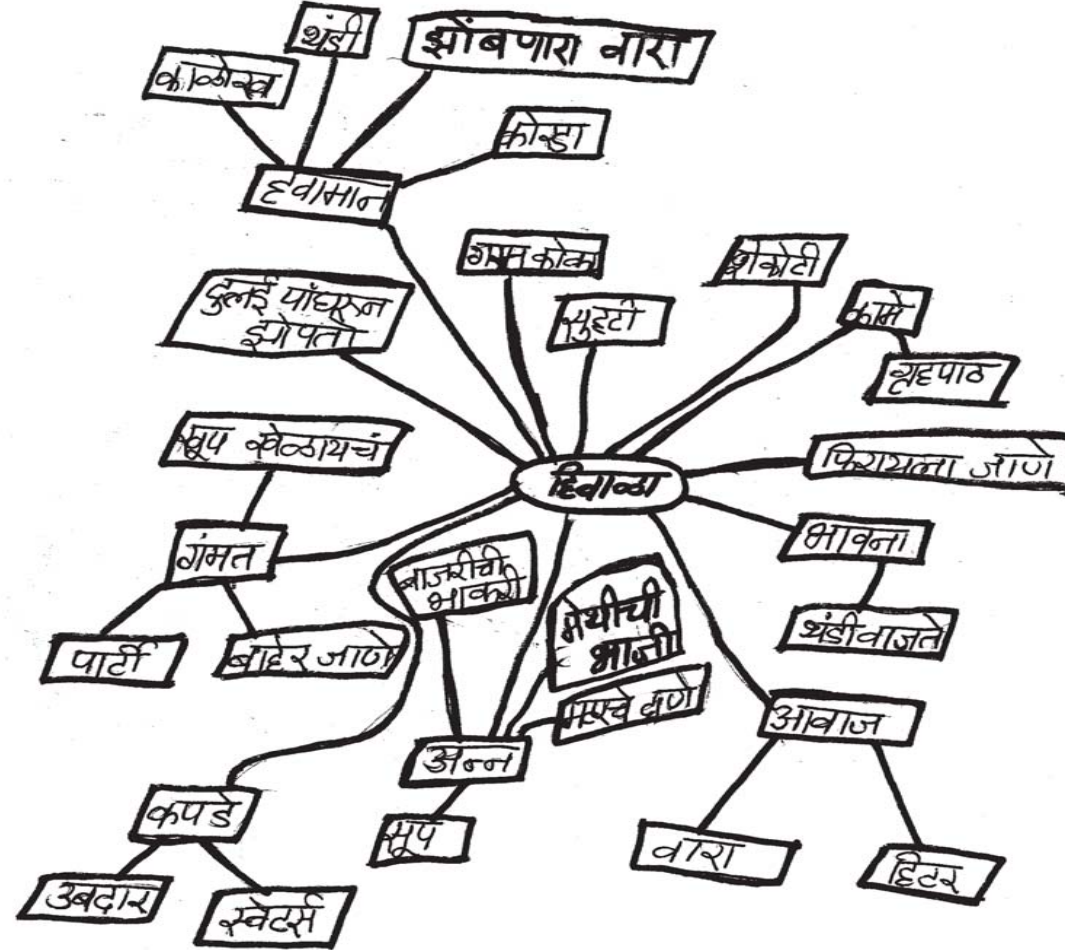 थंडी
झोंबणारा वारा
काळोख
कोरडा
हवामान
गरम कोको
शेकोटी
सुट्टी
दुलई पांघरून
झोपतो
कामे
गृहपाठ
खूप खेळायचं
फिरायला जाणे
हिवाळा
भावना
गंमत
बाजरीची
भाकरी
मेथीची
भाजी
थंडी वाजते
पार्टी
बाहेर जाणे
दाणे
आवाज
अन्न
कपडे
सूप
वारा
हिटर
उबदार
स्वेटर्स